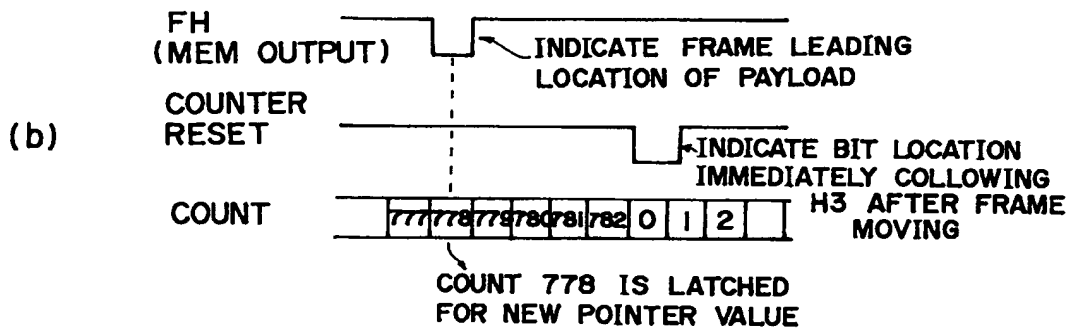 FH
(MEM OUTPUT)
INDICATE FRAME LEADING
LOCATION OF PAYLOAD
(b)
COUNTER
RESET
INDICATE BIT LOCATION
IMMEDIATELY COLLOWING
H3 AFTER FRAME
MOVING
COUNT
777 778 779 780 781 782 0 1 2
COUNT 778 IS LATCHED
FOR NEW POINTER VALUE